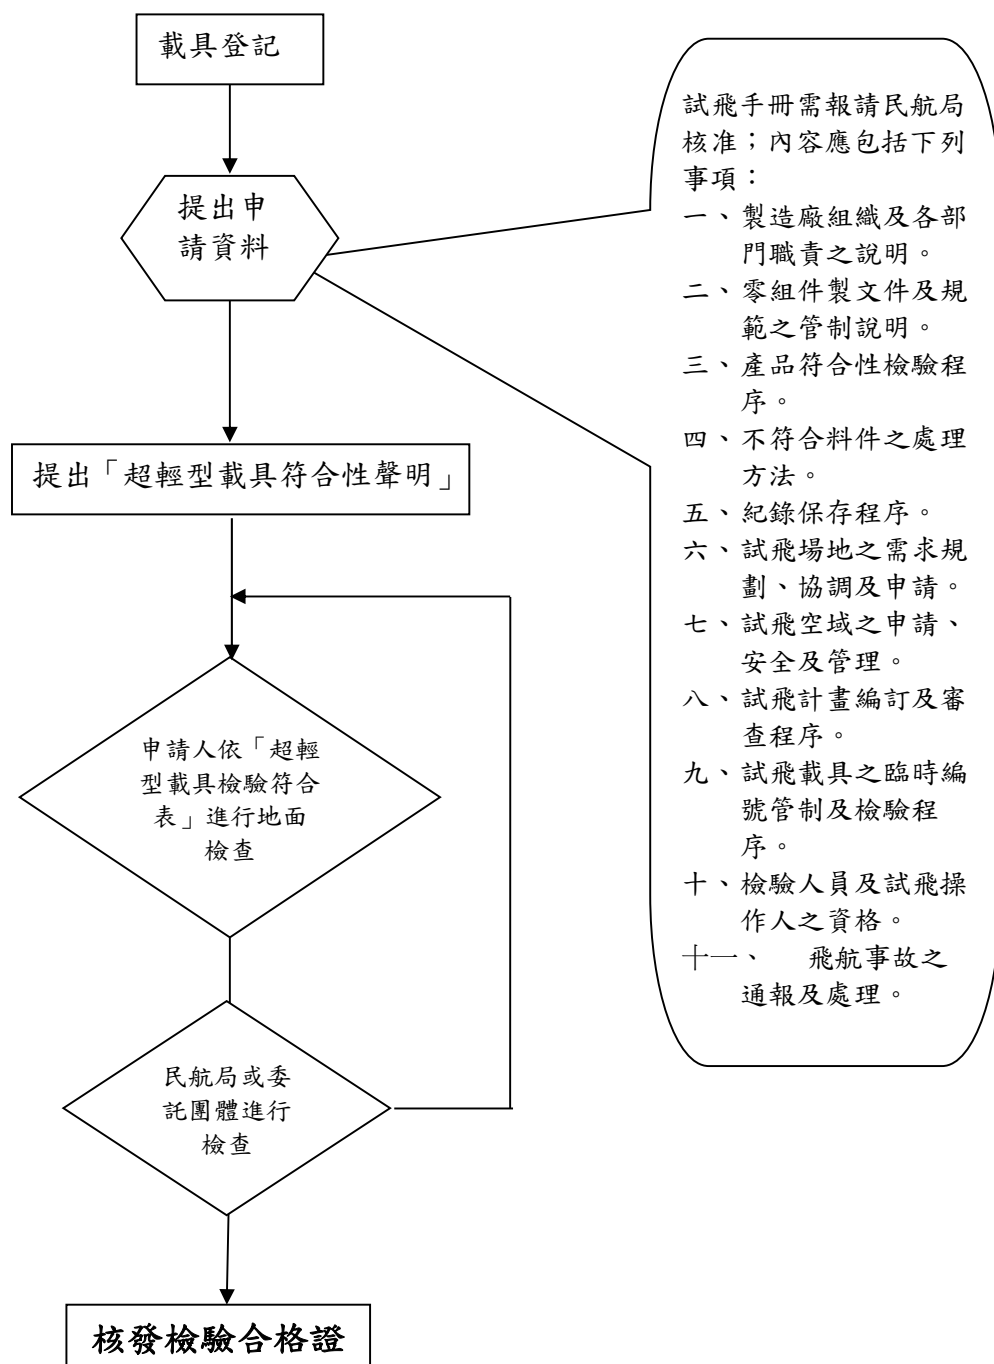 載具登記
提出申
請資料
提出「超輕型載具符合性聲明」
申請人依「超輕
型載具檢驗符合
表」進行地面
檢查
民航局或委
託團體進行
檢查
核發檢驗合格證
試飛手冊需報請民航局
核准；內容應包括下列
事項：
一、製造廠組織及各部
門職責之說明。
二、零組件製文件及規
範之管制說明。
三、產品符合性檢驗程
序。
四、不符合料件之處理
方法。
五、紀錄保存程序。
六、試飛場地之需求規
劃、協調及申請。
七、試飛空域之申請、
安全及管理。
八、試飛計畫編訂及審
查程序。
九、試飛載具之臨時編
號管制及檢驗程
序。
十、檢驗人員及試飛操
作人之資格。
十一、 飛航事故之
通報及處理。